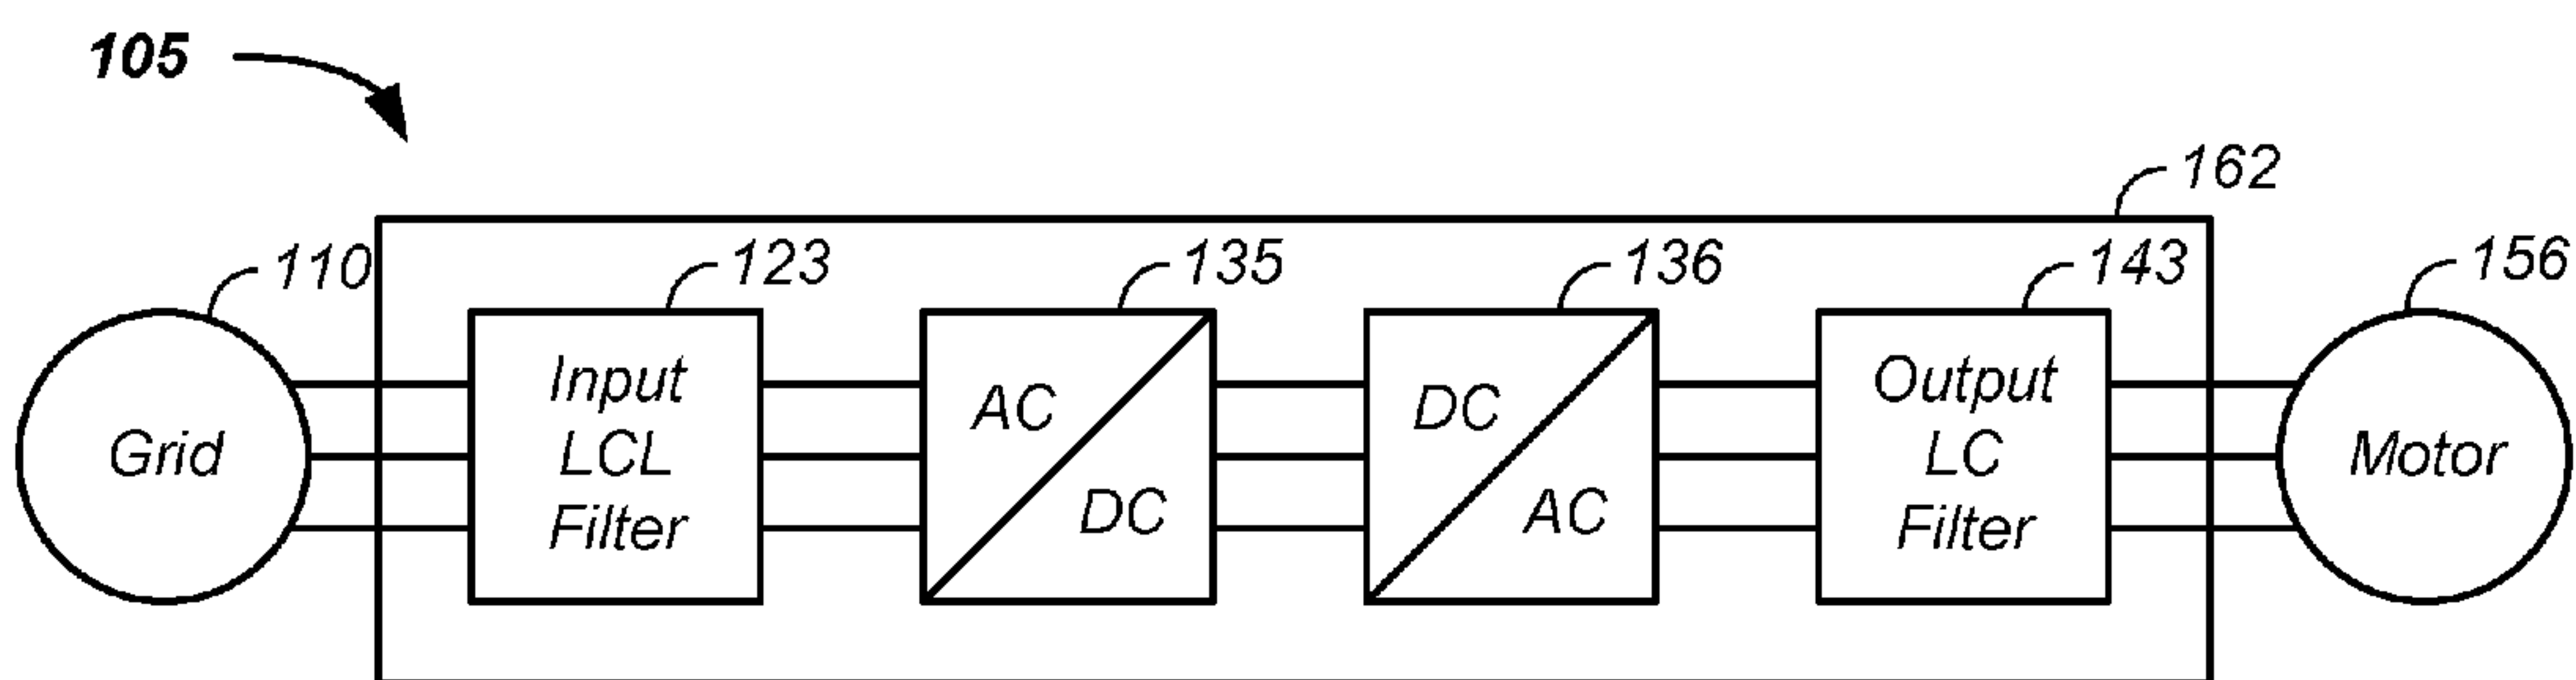 105
162
110
123
135
136
143
156
Grid
Input
LCL
Filter
AC
DC
DC
AC
Output
LC
Filter
Motor